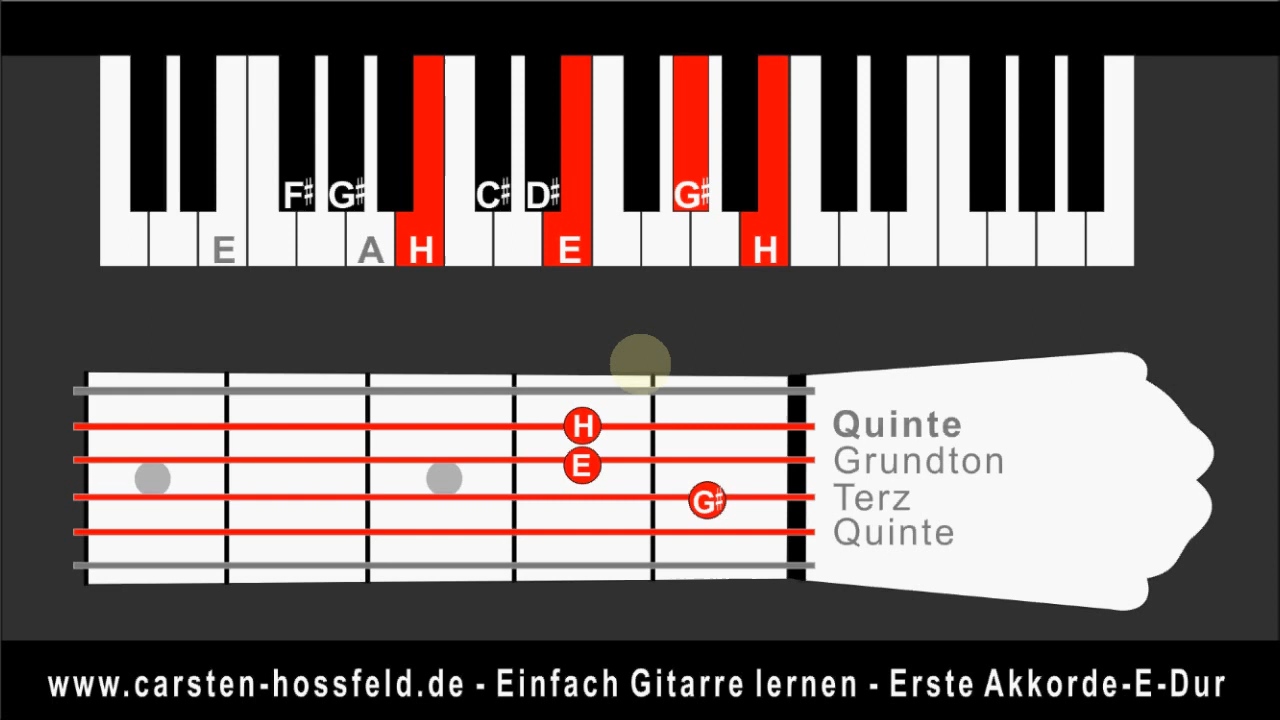 F♯ G♯ C♯ D♯ G♯
E A H E H
H
E
G♯
Quinte
Grundton
Terz
Quinte
www.carsten-hossfeld.de - Einfach Gitarre lernen - Erste Akkorde-E-Dur